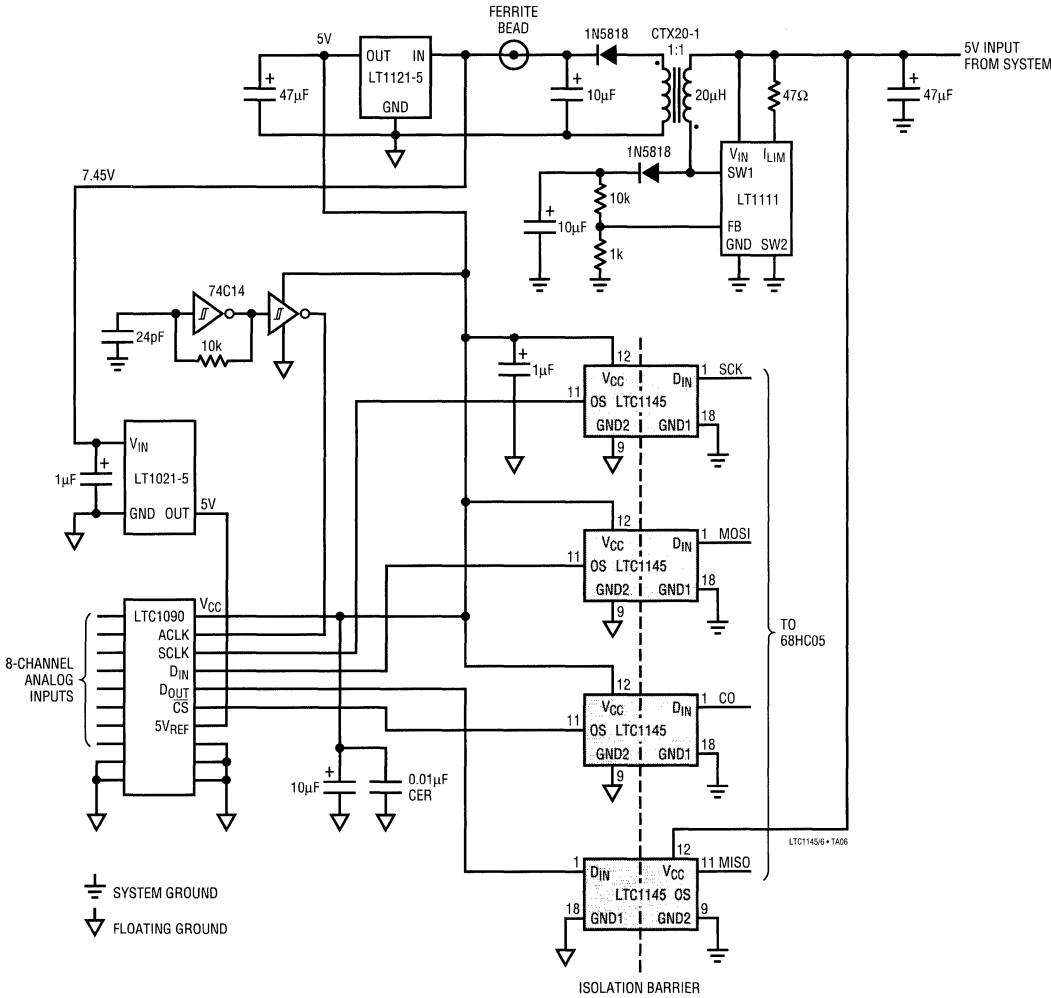 FERRITE
BEAD
1N5818
CTX20-1
1:1
5V
OUT IN
LT1121-5
GND
+
47µF
+
10µF
20µH
47Ω
+
47µF
5V INPUT
FROM SYSTEM
7.45V
1N5818
VIN ILIM
SW1
LT1111
FB
GND SW2
+
10µF
10k
1k
74C14
24pF
10k
+
1µF
12
VCC DIN
1 SCK
11
OS LTC1145
GND2 GND1
18
9
VIN
LT1021-5
GND OUT
+
1µF
5V
12
VCC DIN
1 MOSI
11
OS LTC1145
GND2 GND1
18
9
LTC1090
VCC
ACLK
SCLK
DIN
DOUT
CS
5VREF
8-CHANNEL
ANALOG
INPUTS
TO
68HC05
12
VCC DIN
1 CO
11
OS LTC1145
GND2 GND1
18
9
+
10µF
0.01µF
CER
LTC1145/6 • TA06
12
1
DIN VCC
11 MISO
LTC1145 OS
18
GND1 GND2
9
SYSTEM GROUND
FLOATING GROUND
ISOLATION BARRIER